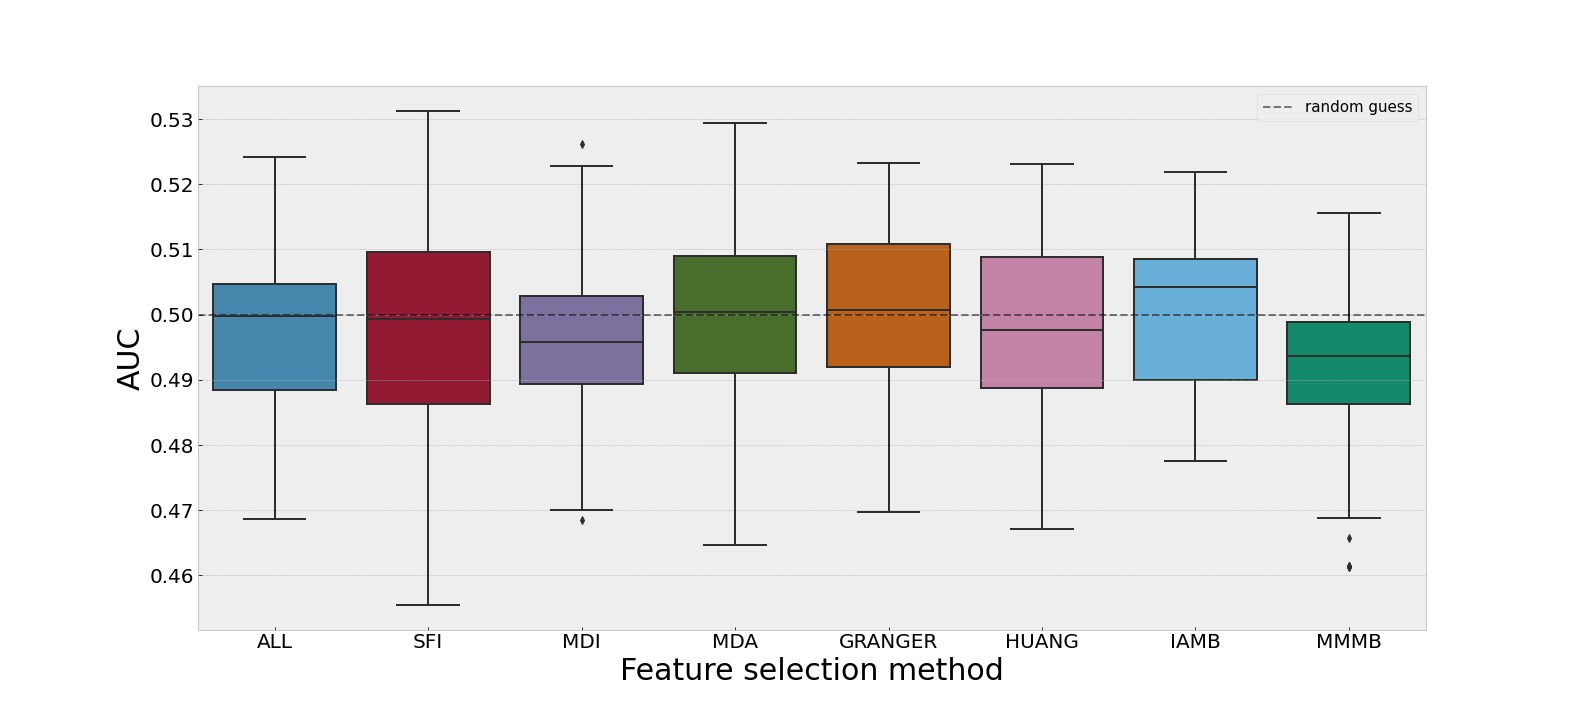 random guess
0.53
0.52
0.51
0.50
0.49
0.48
0.47
0.46
AUC
ALL SFI MDI MDA GRANGER HUANG IAMB MMMB
Feature selection method